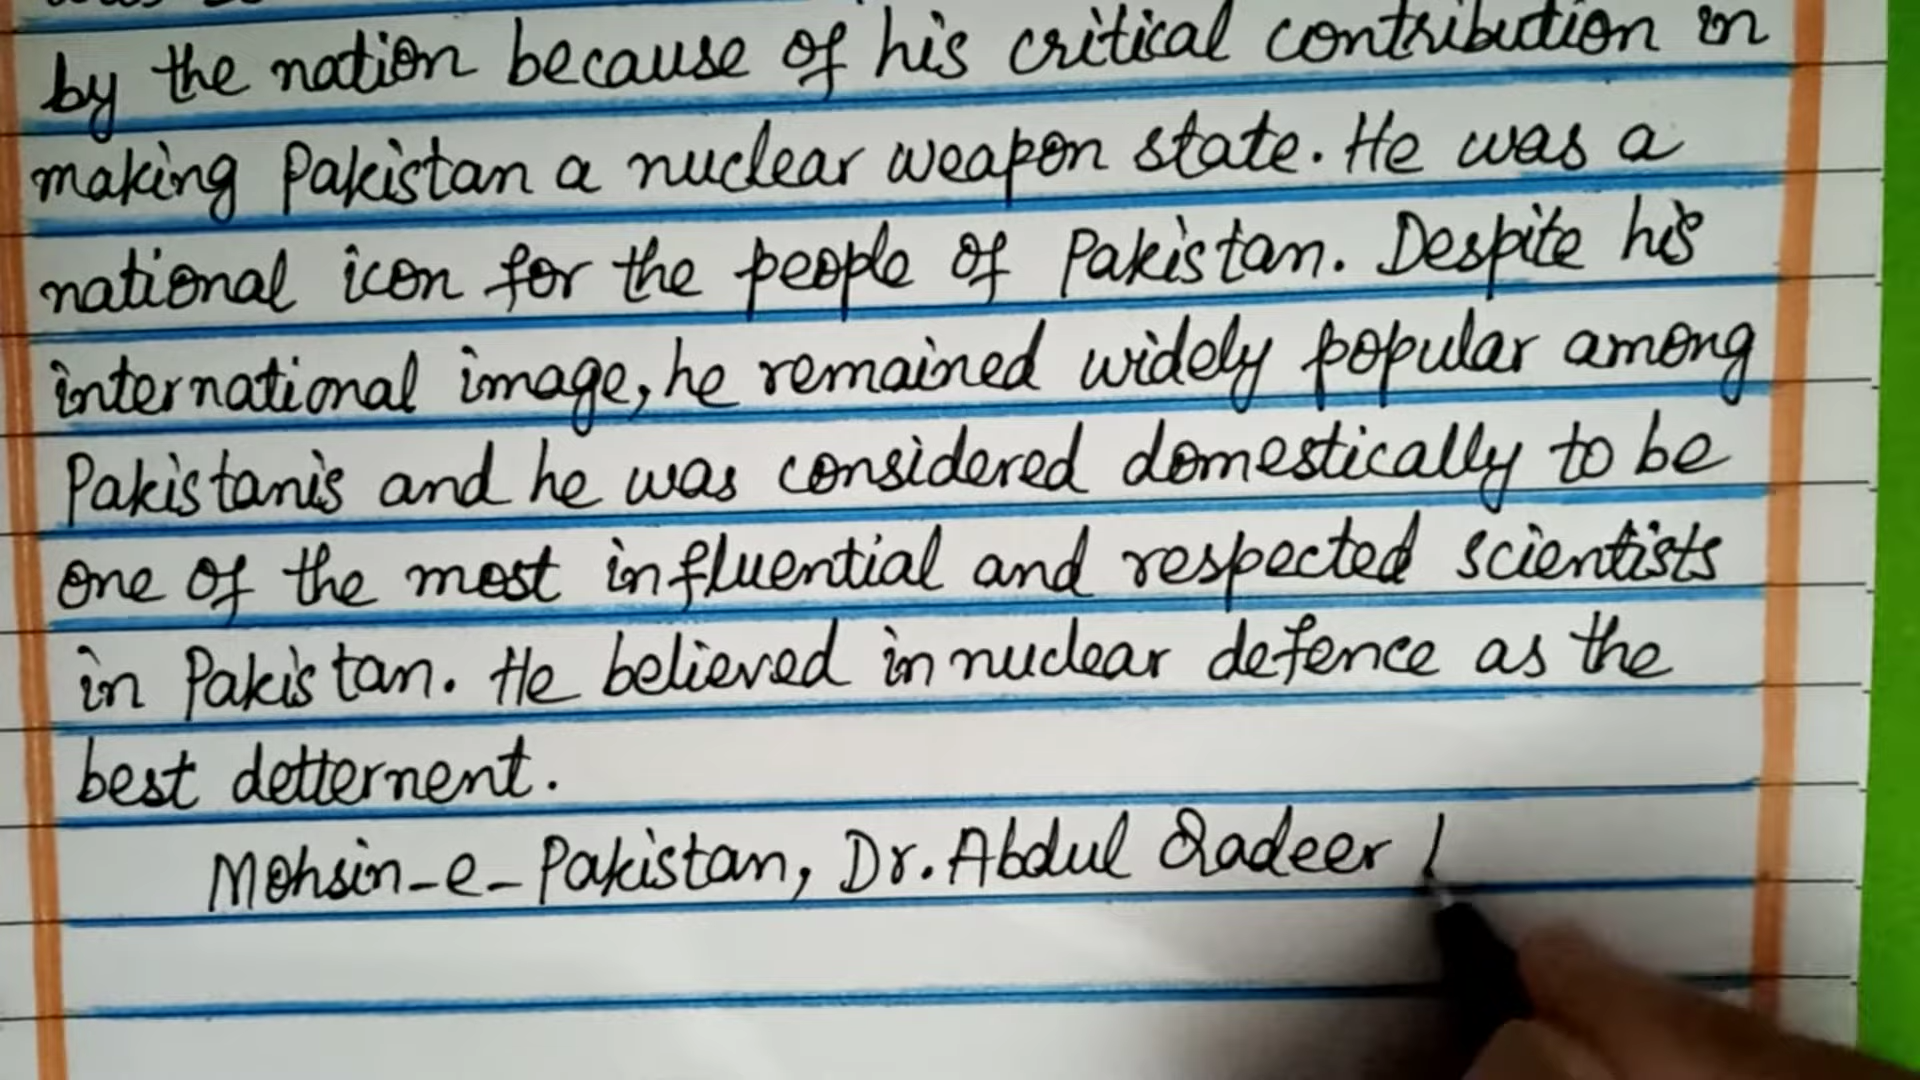 by the nation because of his critical contribution in
making Pakistan a nuclear weapon state. He was a
national icon for the people of Pakistan. Despite his
international image, he remained widely popular among
Pakistanis and he was considered domestically to be
one of the most influential and respected scientists
in Pakistan. He believed in nuclear defence as the
best detternent.
Mohsin-e-Pakistan, Dr. Abdul Qadeer